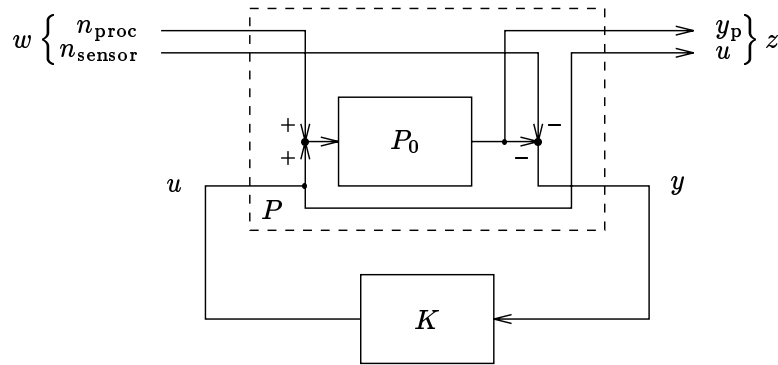 w { n_proc y_p } z
n_sensor u
+ −
P_0
+ −
u y
P
K